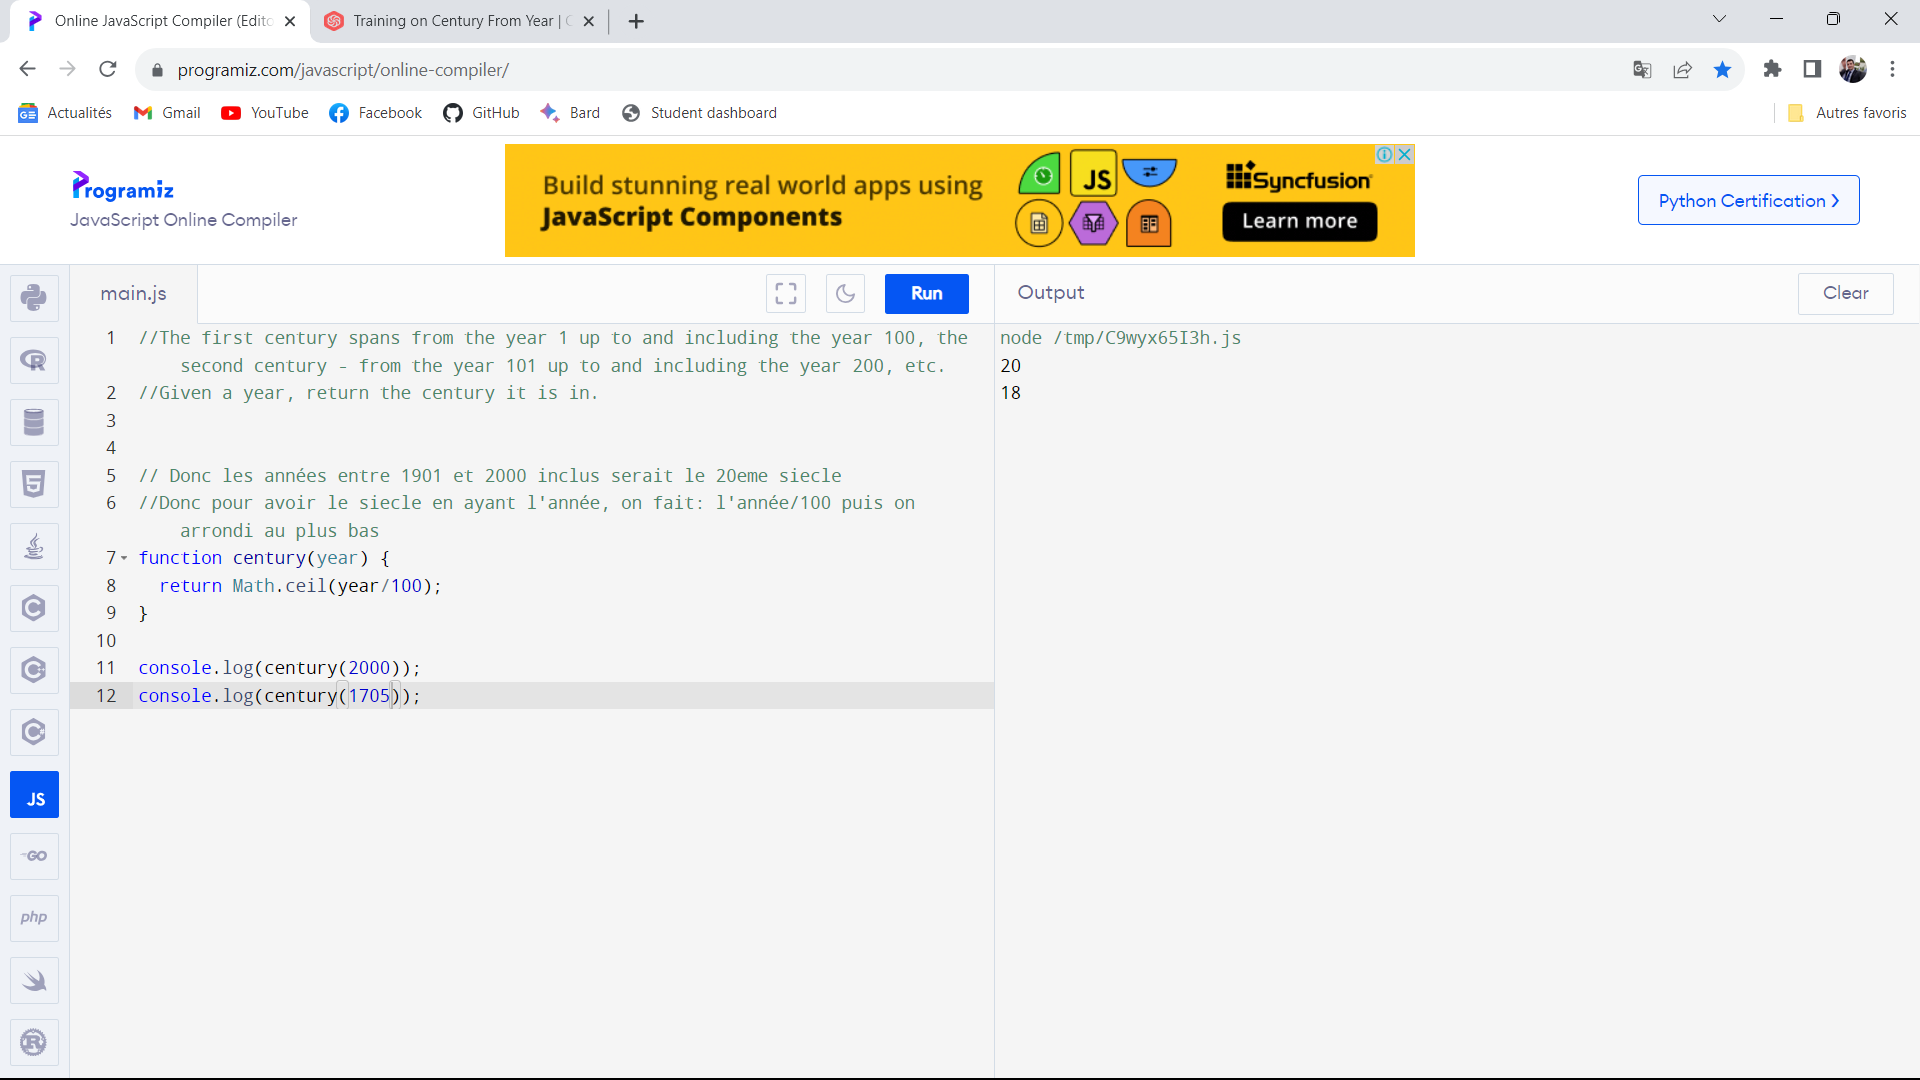 Online JavaScript Compiler (Edito
Training on Century From Year | C
programiz.com/javascript/online-compiler/
Actualités
Gmail
YouTube
Facebook
GitHub
Bard
Student dashboard
Autres favoris
Programiz
JavaScript Online Compiler
Build stunning real world apps using
JavaScript Components
JS
Syncfusion
Learn more
Python Certification
main.js
Run
Output
Clear
1 //The first century spans from the year 1 up to and including the year 100, the
second century - from the year 101 up to and including the year 200, etc.
2 //Given a year, return the century it is in.
3
4
5 // Donc les années entre 1901 et 2000 inclus serait le 20eme siecle
6 //Donc pour avoir le siecle en ayant l'année, on fait: l'année/100 puis on
arrondi au plus bas
7 function century(year) {
8 return Math.ceil(year/100);
9 }
10
11 console.log(century(2000));
12 console.log(century(1705));
node /tmp/C9wyx65I3h.js
20
18
R
5
C
C
C
JS
GO
php
R